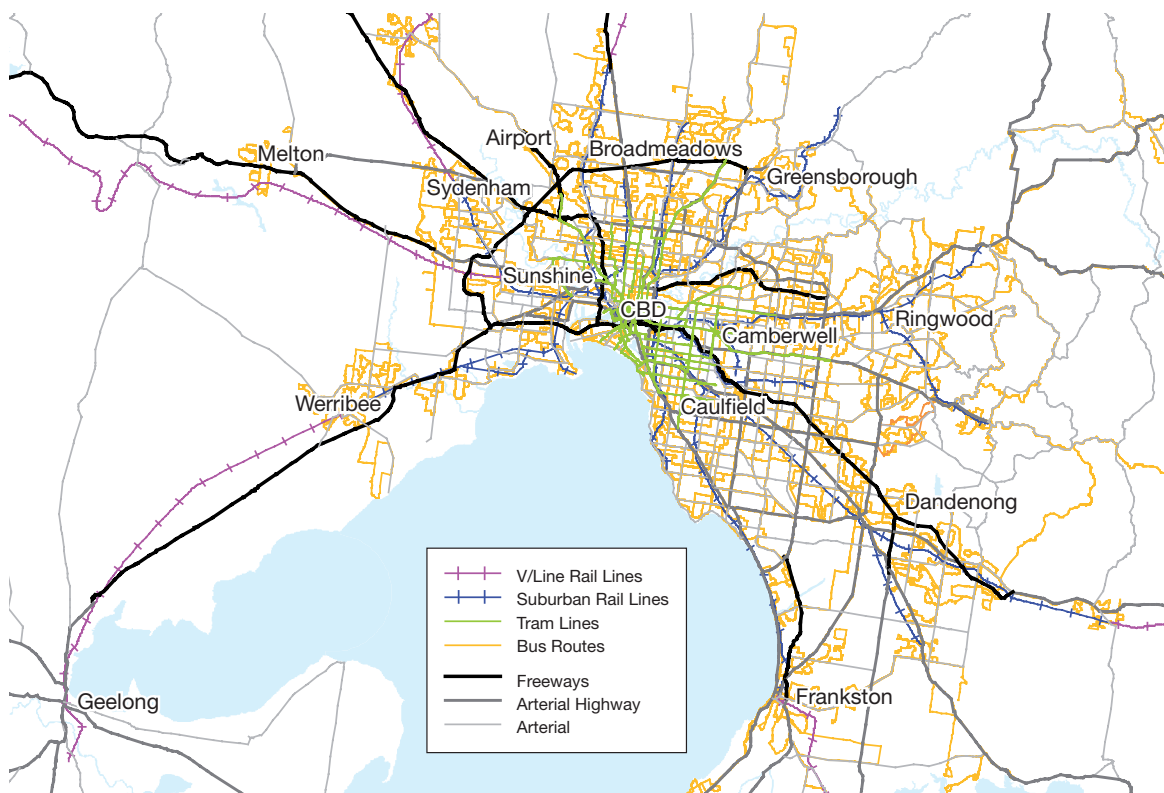 Airport
Broadmeadows
Melton
Greensborough
Sydenham
Sunshine
CBD
Ringwood
Camberwell
Werribee
Caulfield
Dandenong
V/Line Rail Lines
Suburban Rail Lines
Tram Lines
Bus Routes
Freeways
Arterial Highway
Arterial
Geelong
Frankston